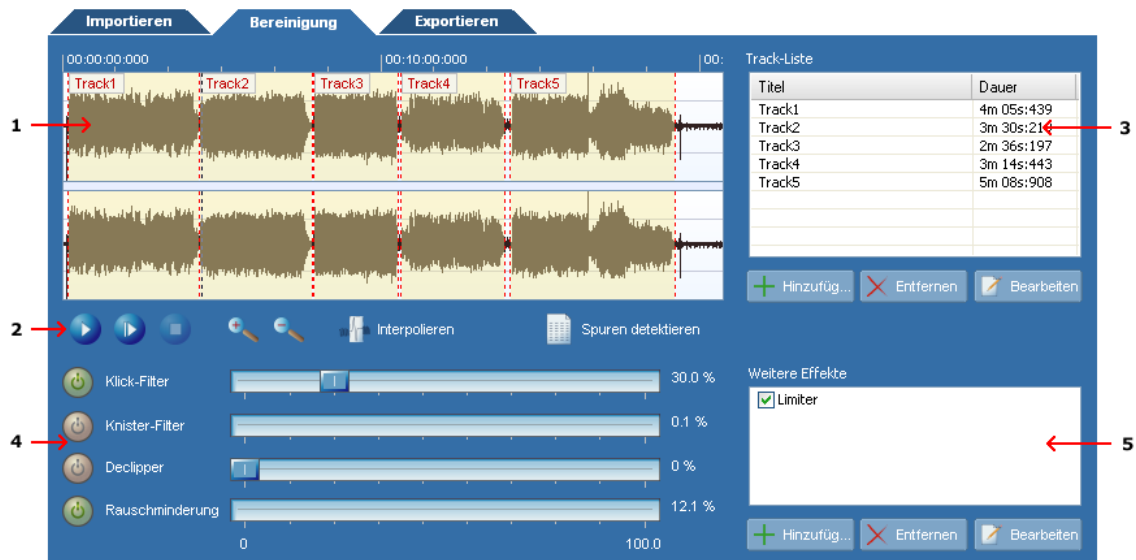 Importieren
Bereinigung
Exportieren
00:00:00:000
00:10:00:000
00:
Track1
Track2
Track3
Track4
Track5
1
Track-Liste
Titel Dauer
Track1 4m 05s:439
Track2 3m 30s:21
Track3 2m 36s:197
Track4 3m 14s:443
Track5 5m 08s:908
3
Hinzufüg... Entfernen Bearbeiten
2
Interpolieren
Spuren detektieren
Klick-Filter 30.0 %
Knister-Filter 0.1 %
4
Declipper 0 %
Rauschminderung 12.1 %
0 100.0
Weitere Effekte
Limiter
5
Hinzufüg... Entfernen Bearbeiten